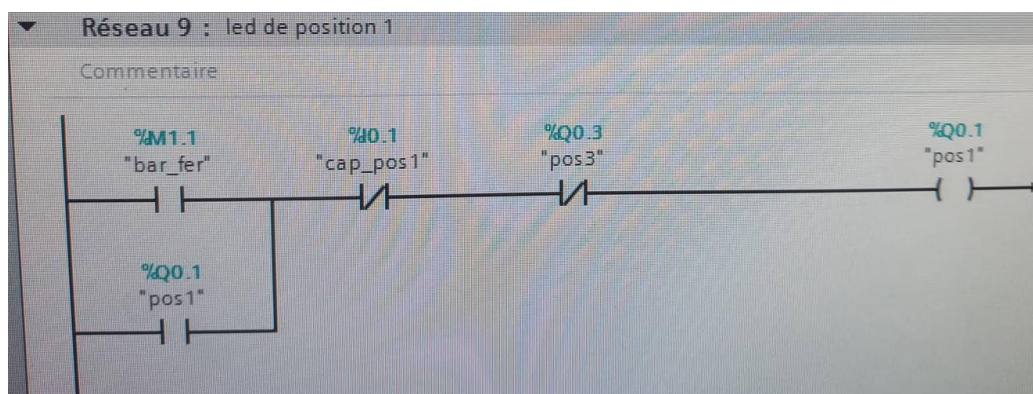 Réseau 9 : led de position 1
Commentaire
%M1.1 %I0.1 %Q0.3 %Q0.1
"bar_fer" "cap_pos1" "pos3" "pos1"
%Q0.1
"pos1"